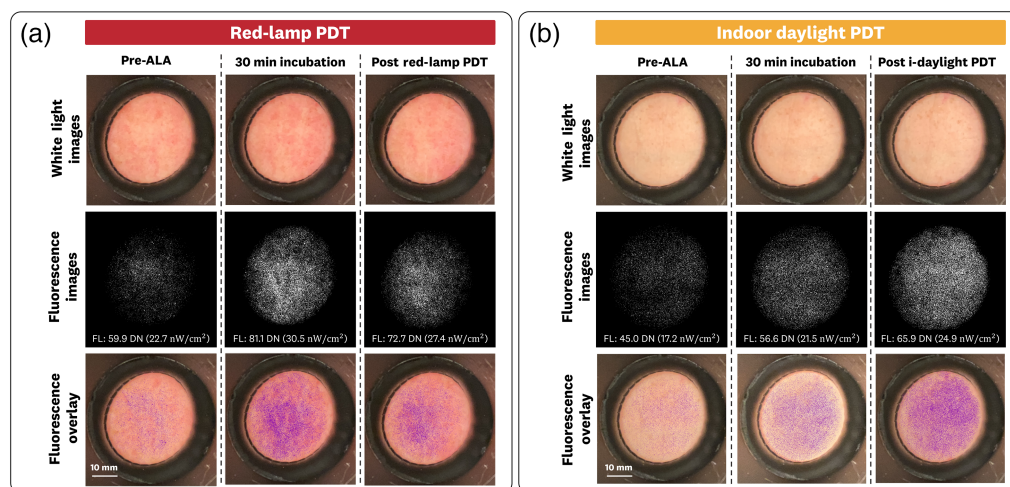 (a)
Red-lamp PDT
Pre-ALA
30 min incubation
Post red-lamp PDT
White light
images
Fluorescence
images
FL: 59.9 DN (22.7 nW/cm²)
FL: 81.1 DN (30.5 nW/cm²)
FL: 72.7 DN (27.4 nW/cm²)
Fluorescence
overlay
10 mm
(b)
Indoor daylight PDT
Pre-ALA
30 min incubation
Post i-daylight PDT
White light
images
Fluorescence
images
FL: 45.0 DN (17.2 nW/cm²)
FL: 56.6 DN (21.5 nW/cm²)
FL: 65.9 DN (24.9 nW/cm²)
Fluorescence
overlay
10 mm